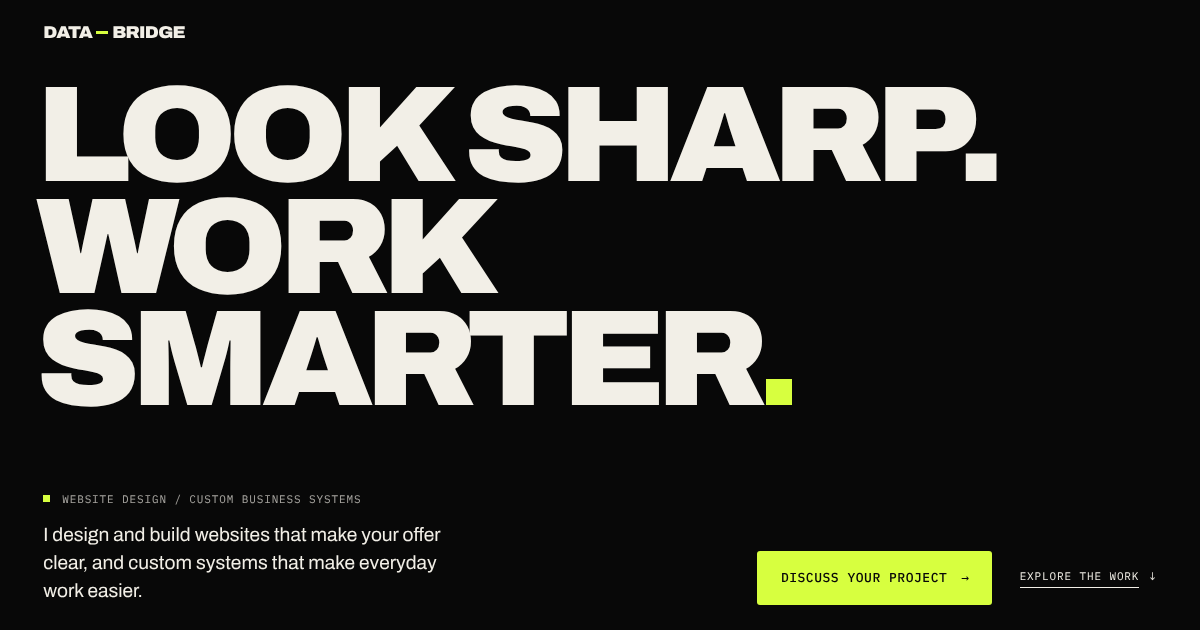 DATA — BRIDGE
LOOK SHARP.
WORK
SMARTER.
WEBSITE DESIGN / CUSTOM BUSINESS SYSTEMS
I design and build websites that make your offer
clear, and custom systems that make everyday
work easier.
DISCUSS YOUR PROJECT →
EXPLORE THE WORK ↓